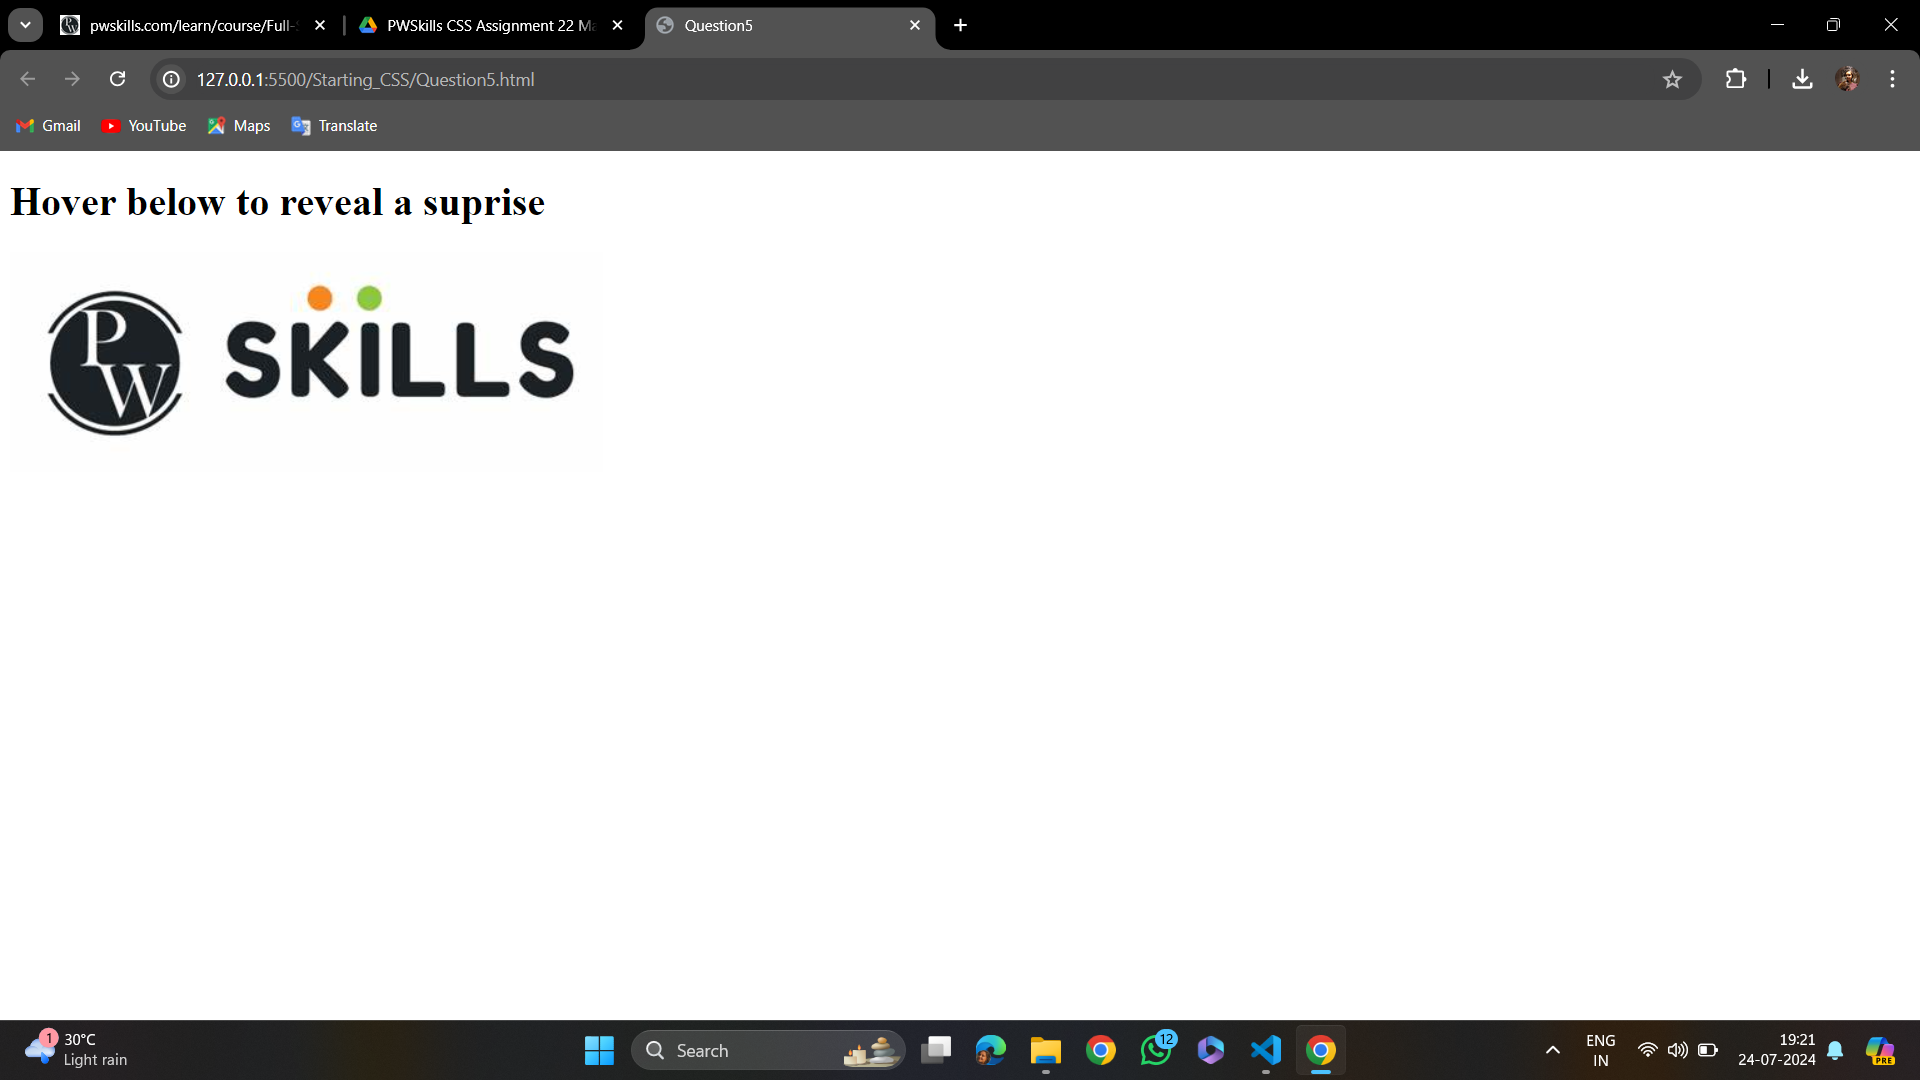 pwskills.com/learn/course/Full-
PWSkills CSS Assignment 22 Ma
Question5
127.0.0.1:5500/Starting_CSS/Question5.html
Gmail
YouTube
Maps
Translate
Hover below to reveal a suprise
PW SKILLS
1
30°C
Light rain
Search
12
ENG
IN
19:21
24-07-2024
PRE